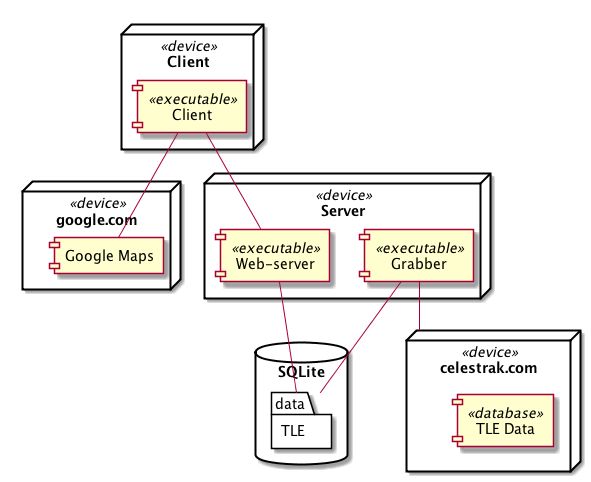 «device»
Client
«executable»
Client
«device»
google.com
Google Maps
«device»
Server
«executable»
Web-server
«executable»
Grabber
SQLite
data
TLE
«device»
celestrak.com
«database»
TLE Data